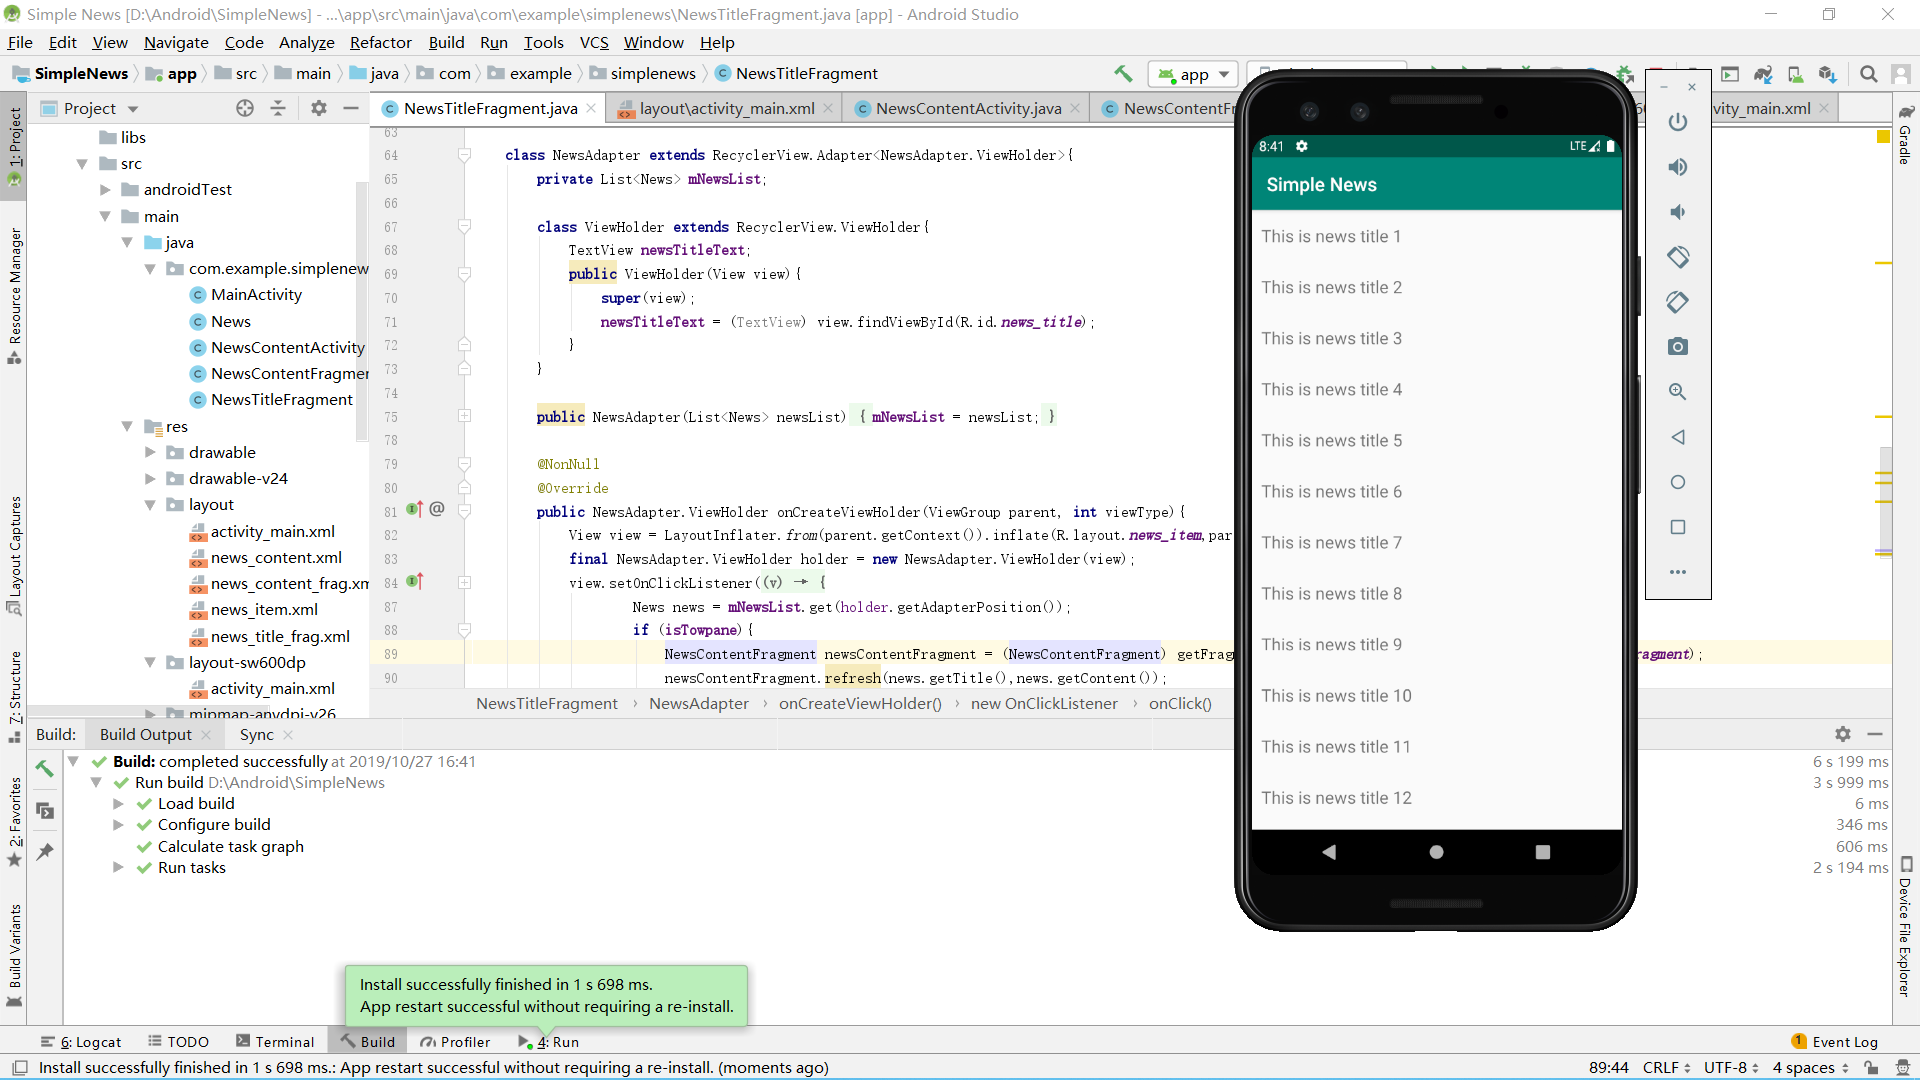 Simple News [D:\Android\SimpleNews] - ...\app\src\main\java\com\example\simplenews\NewsTitleFragment.java [app] - Android Studio
File Edit View Navigate Code Analyze Refactor Build Run Tools VCS Window Help
SimpleNews app src main java com example simplenews NewsTitleFragment
app
Project
NewsTitleFragment.java
layout\activity_main.xml
NewsContentActivity.java
NewsContentFr
vity_main.xml
1: Project
Resource Manager
Layout Captures
7: Structure
2: Favorites
Build Variants
Gradle
Device File Explorer
libs
src
androidTest
main
java
com.example.simplenew
MainActivity
News
NewsContentActivity
NewsContentFragmer
NewsTitleFragment
res
drawable
drawable-v24
layout
activity_main.xml
news_content.xml
news_content_frag.xm
news_item.xml
news_title_frag.xml
layout-sw600dp
activity_main.xml
mipmap-anydpi-v26
63
64 class NewsAdapter extends RecyclerView.Adapter<NewsAdapter.ViewHolder>{
65 private List<News> mNewsList;
66
67 class ViewHolder extends RecyclerView.ViewHolder{
68 TextView newsTitleText;
69 public ViewHolder(View view){
70 super(view);
71 newsTitleText = (TextView) view.findViewById(R.id.news_title);
72 }
73 }
74
75 public NewsAdapter(List<News> newsList) { mNewsList = newsList; }
78
79 @NonNull
80 @Override
81 @ public NewsAdapter.ViewHolder onCreateViewHolder(ViewGroup parent, int viewType){
82 View view = LayoutInflater.from(parent.getContext()).inflate(R.layout.news_item,par
83 final NewsAdapter.ViewHolder holder = new NewsAdapter.ViewHolder(view);
84 view.setOnClickListener((v) → {
87 News news = mNewsList.get(holder.getAdapterPosition());
88 if (isTowpane){
89 NewsContentFragment newsContentFragment = (NewsContentFragment) getFrag
ragment);
90 newsContentFragment.refresh(news.getTitle(),news.getContent());
NewsTitleFragment › NewsAdapter › onCreateViewHolder() › new OnClickListener › onClick()
8:41 LTE
Simple News
This is news title 1
This is news title 2
This is news title 3
This is news title 4
This is news title 5
This is news title 6
This is news title 7
This is news title 8
This is news title 9
This is news title 10
This is news title 11
This is news title 12
Build: Build Output Sync
Build: completed successfully at 2019/10/27 16:41 6 s 199 ms
Run build D:\Android\SimpleNews 3 s 999 ms
Load build 6 ms
Configure build 346 ms
Calculate task graph 606 ms
Run tasks 2 s 194 ms
Install successfully finished in 1 s 698 ms.
App restart successful without requiring a re-install.
6: Logcat TODO Terminal Build Profiler 4: Run 1 Event Log
Install successfully finished in 1 s 698 ms.: App restart successful without requiring a re-install. (moments ago) 89:44 CRLF UTF-8 4 spaces